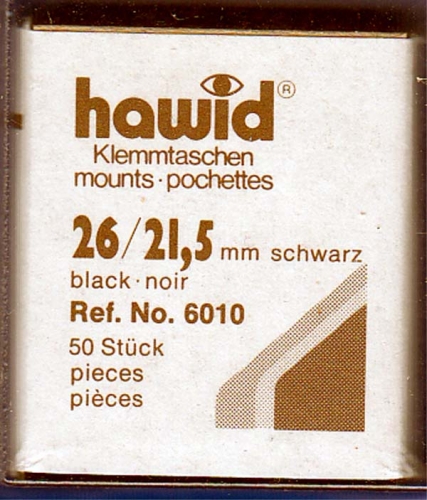 hawid®
Klemmtaschen
mounts · pochettes
26/21,5 mm schwarz
black · noir
Ref. No. 6010
50 Stück
pieces
pièces